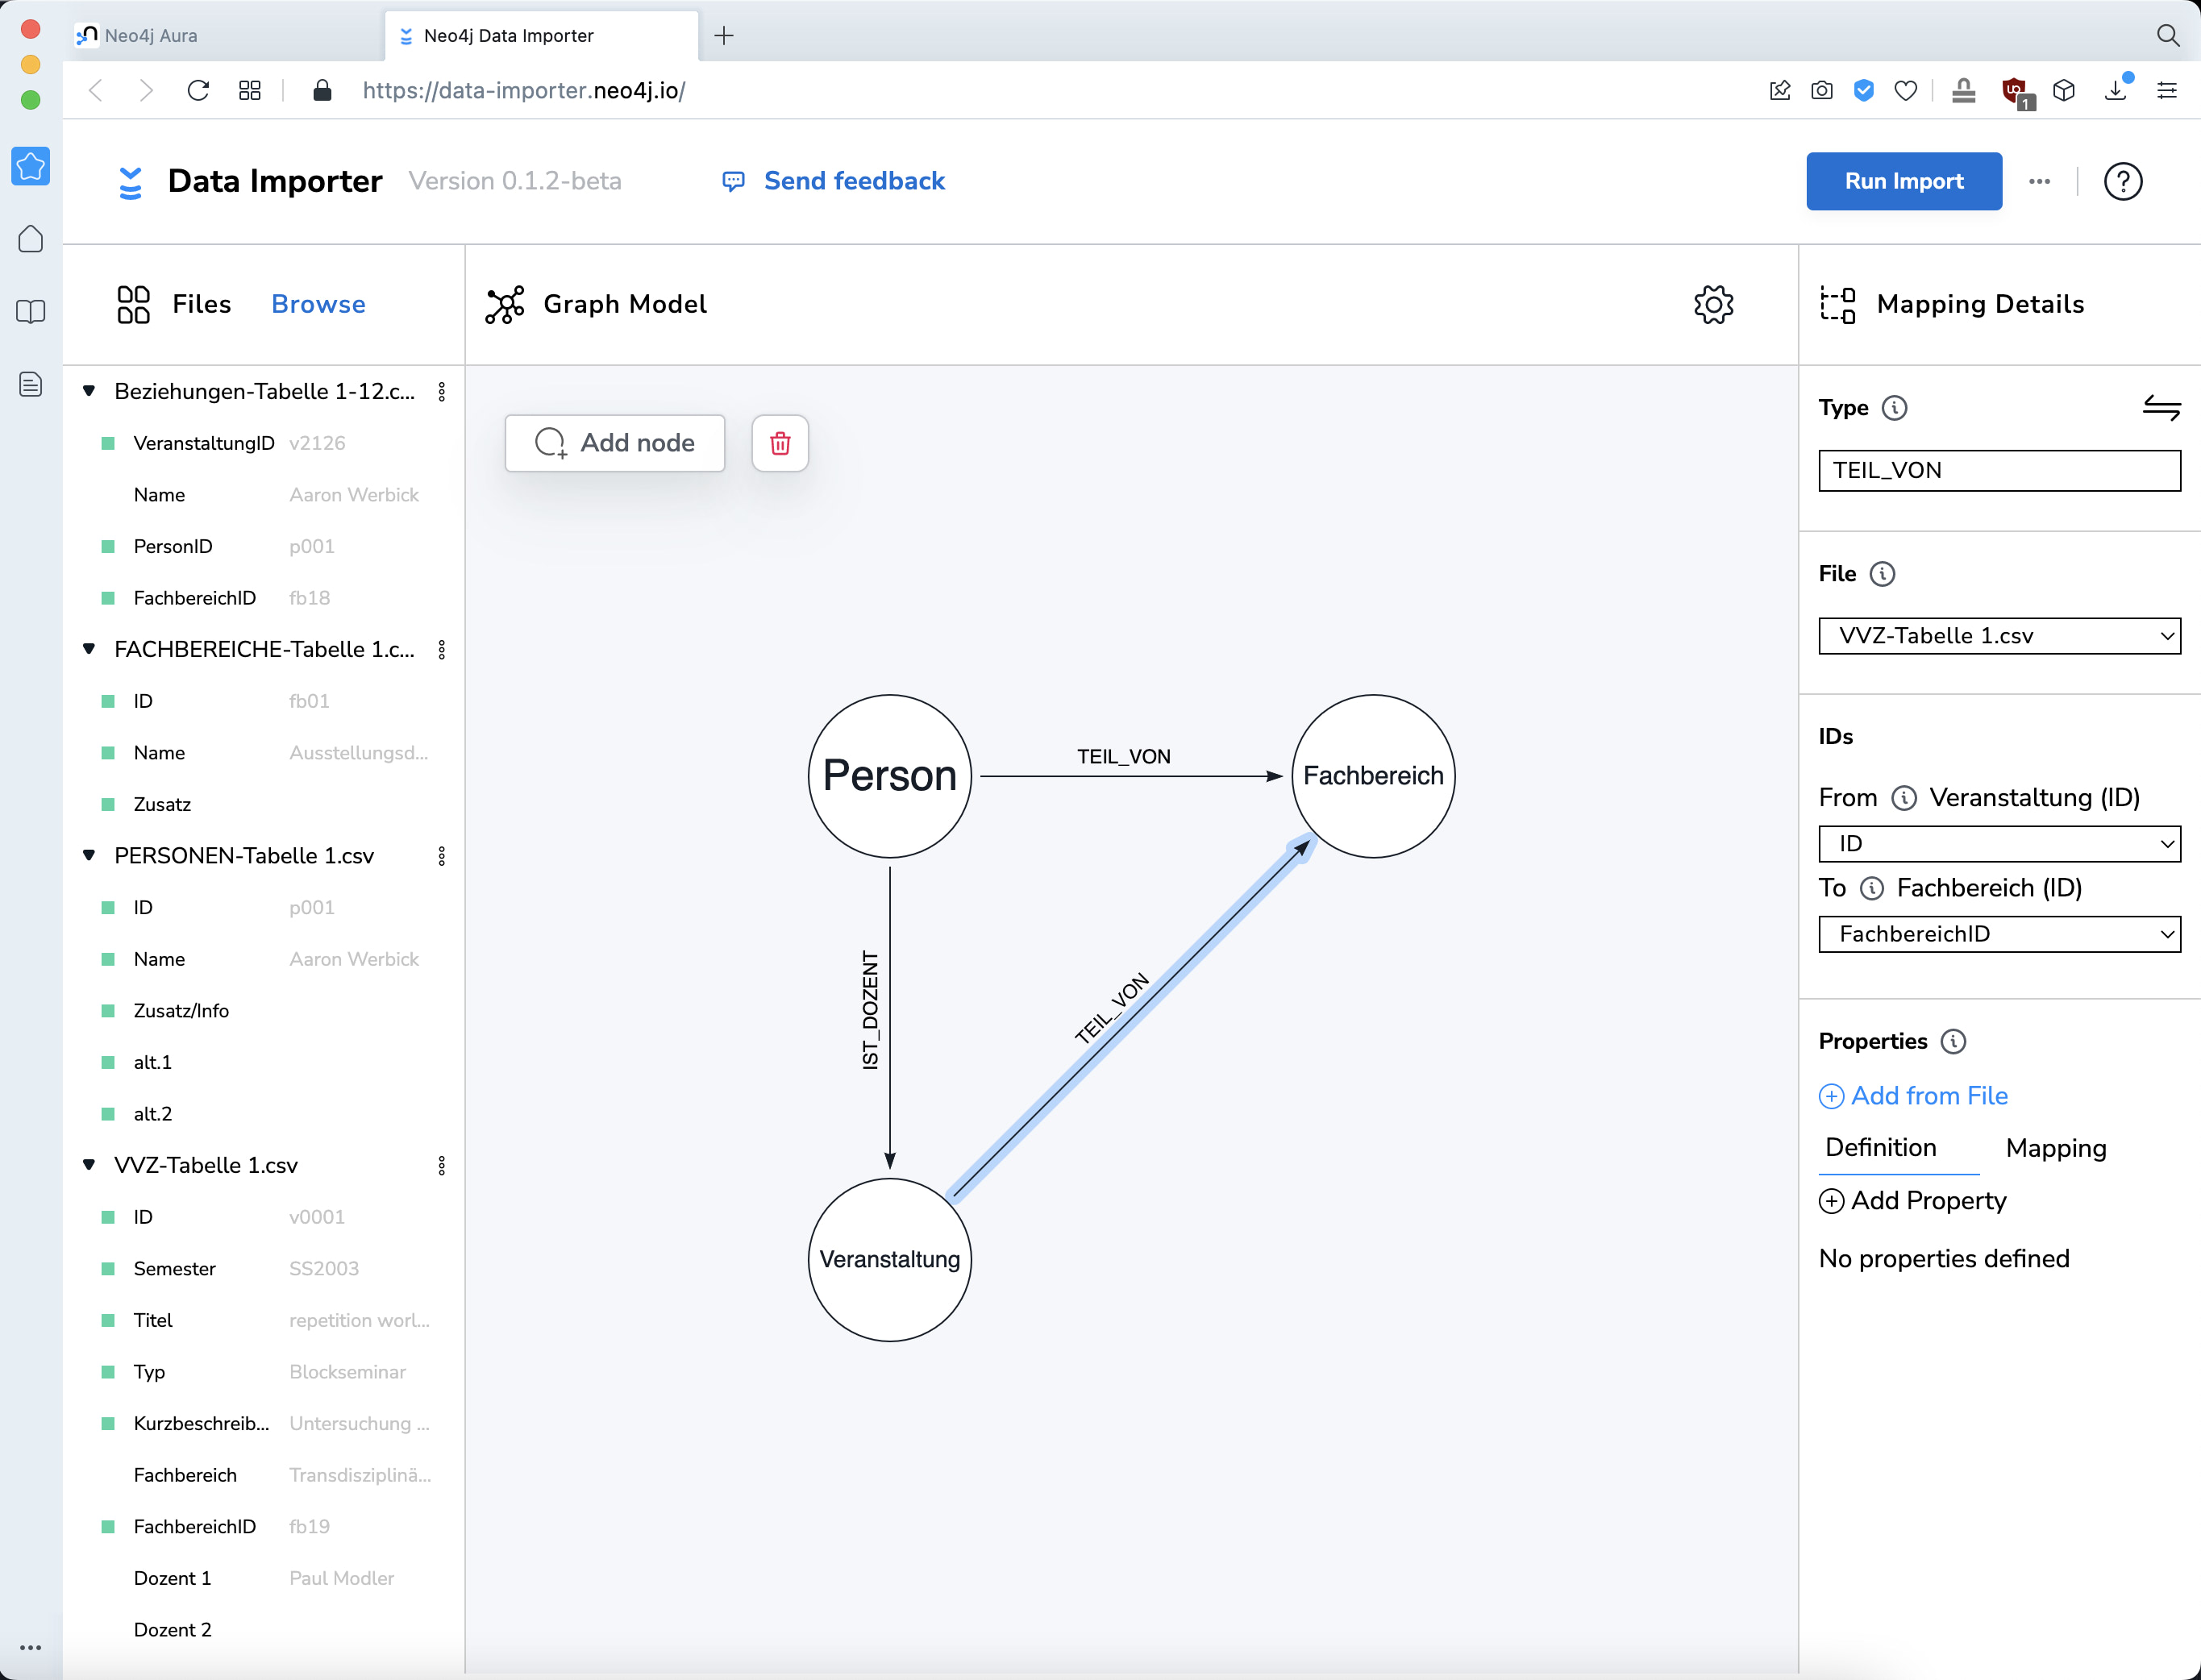 Neo4j Aura
Neo4j Data Importer
https://data-importer.neo4j.io/
1
Data Importer
Version 0.1.2-beta
Send feedback
Run Import
Files
Browse
Graph Model
Mapping Details
Beziehungen-Tabelle 1-12.c...
VeranstaltungID v2126
Name Aaron Werbick
PersonID p001
FachbereichID fb18
FACHBEREICHE-Tabelle 1.c...
ID fb01
Name Ausstellungsd...
Zusatz
PERSONEN-Tabelle 1.csv
ID p001
Name Aaron Werbick
Zusatz/Info
alt.1
alt.2
VVZ-Tabelle 1.csv
ID v0001
Semester SS2003
Titel repetition worl...
Typ Blockseminar
Kurzbeschreib... Untersuchung ...
Fachbereich Transdisziplinä...
FachbereichID fb19
Dozent 1 Paul Modler
Dozent 2
Add node
Person
TEIL_VON
Fachbereich
IST_DOZENT
TEIL_VON
Veranstaltung
Type
TEIL_VON
File
VVZ-Tabelle 1.csv
IDs
From Veranstaltung (ID)
ID
To Fachbereich (ID)
FachbereichID
Properties
Add from File
Definition Mapping
Add Property
No properties defined